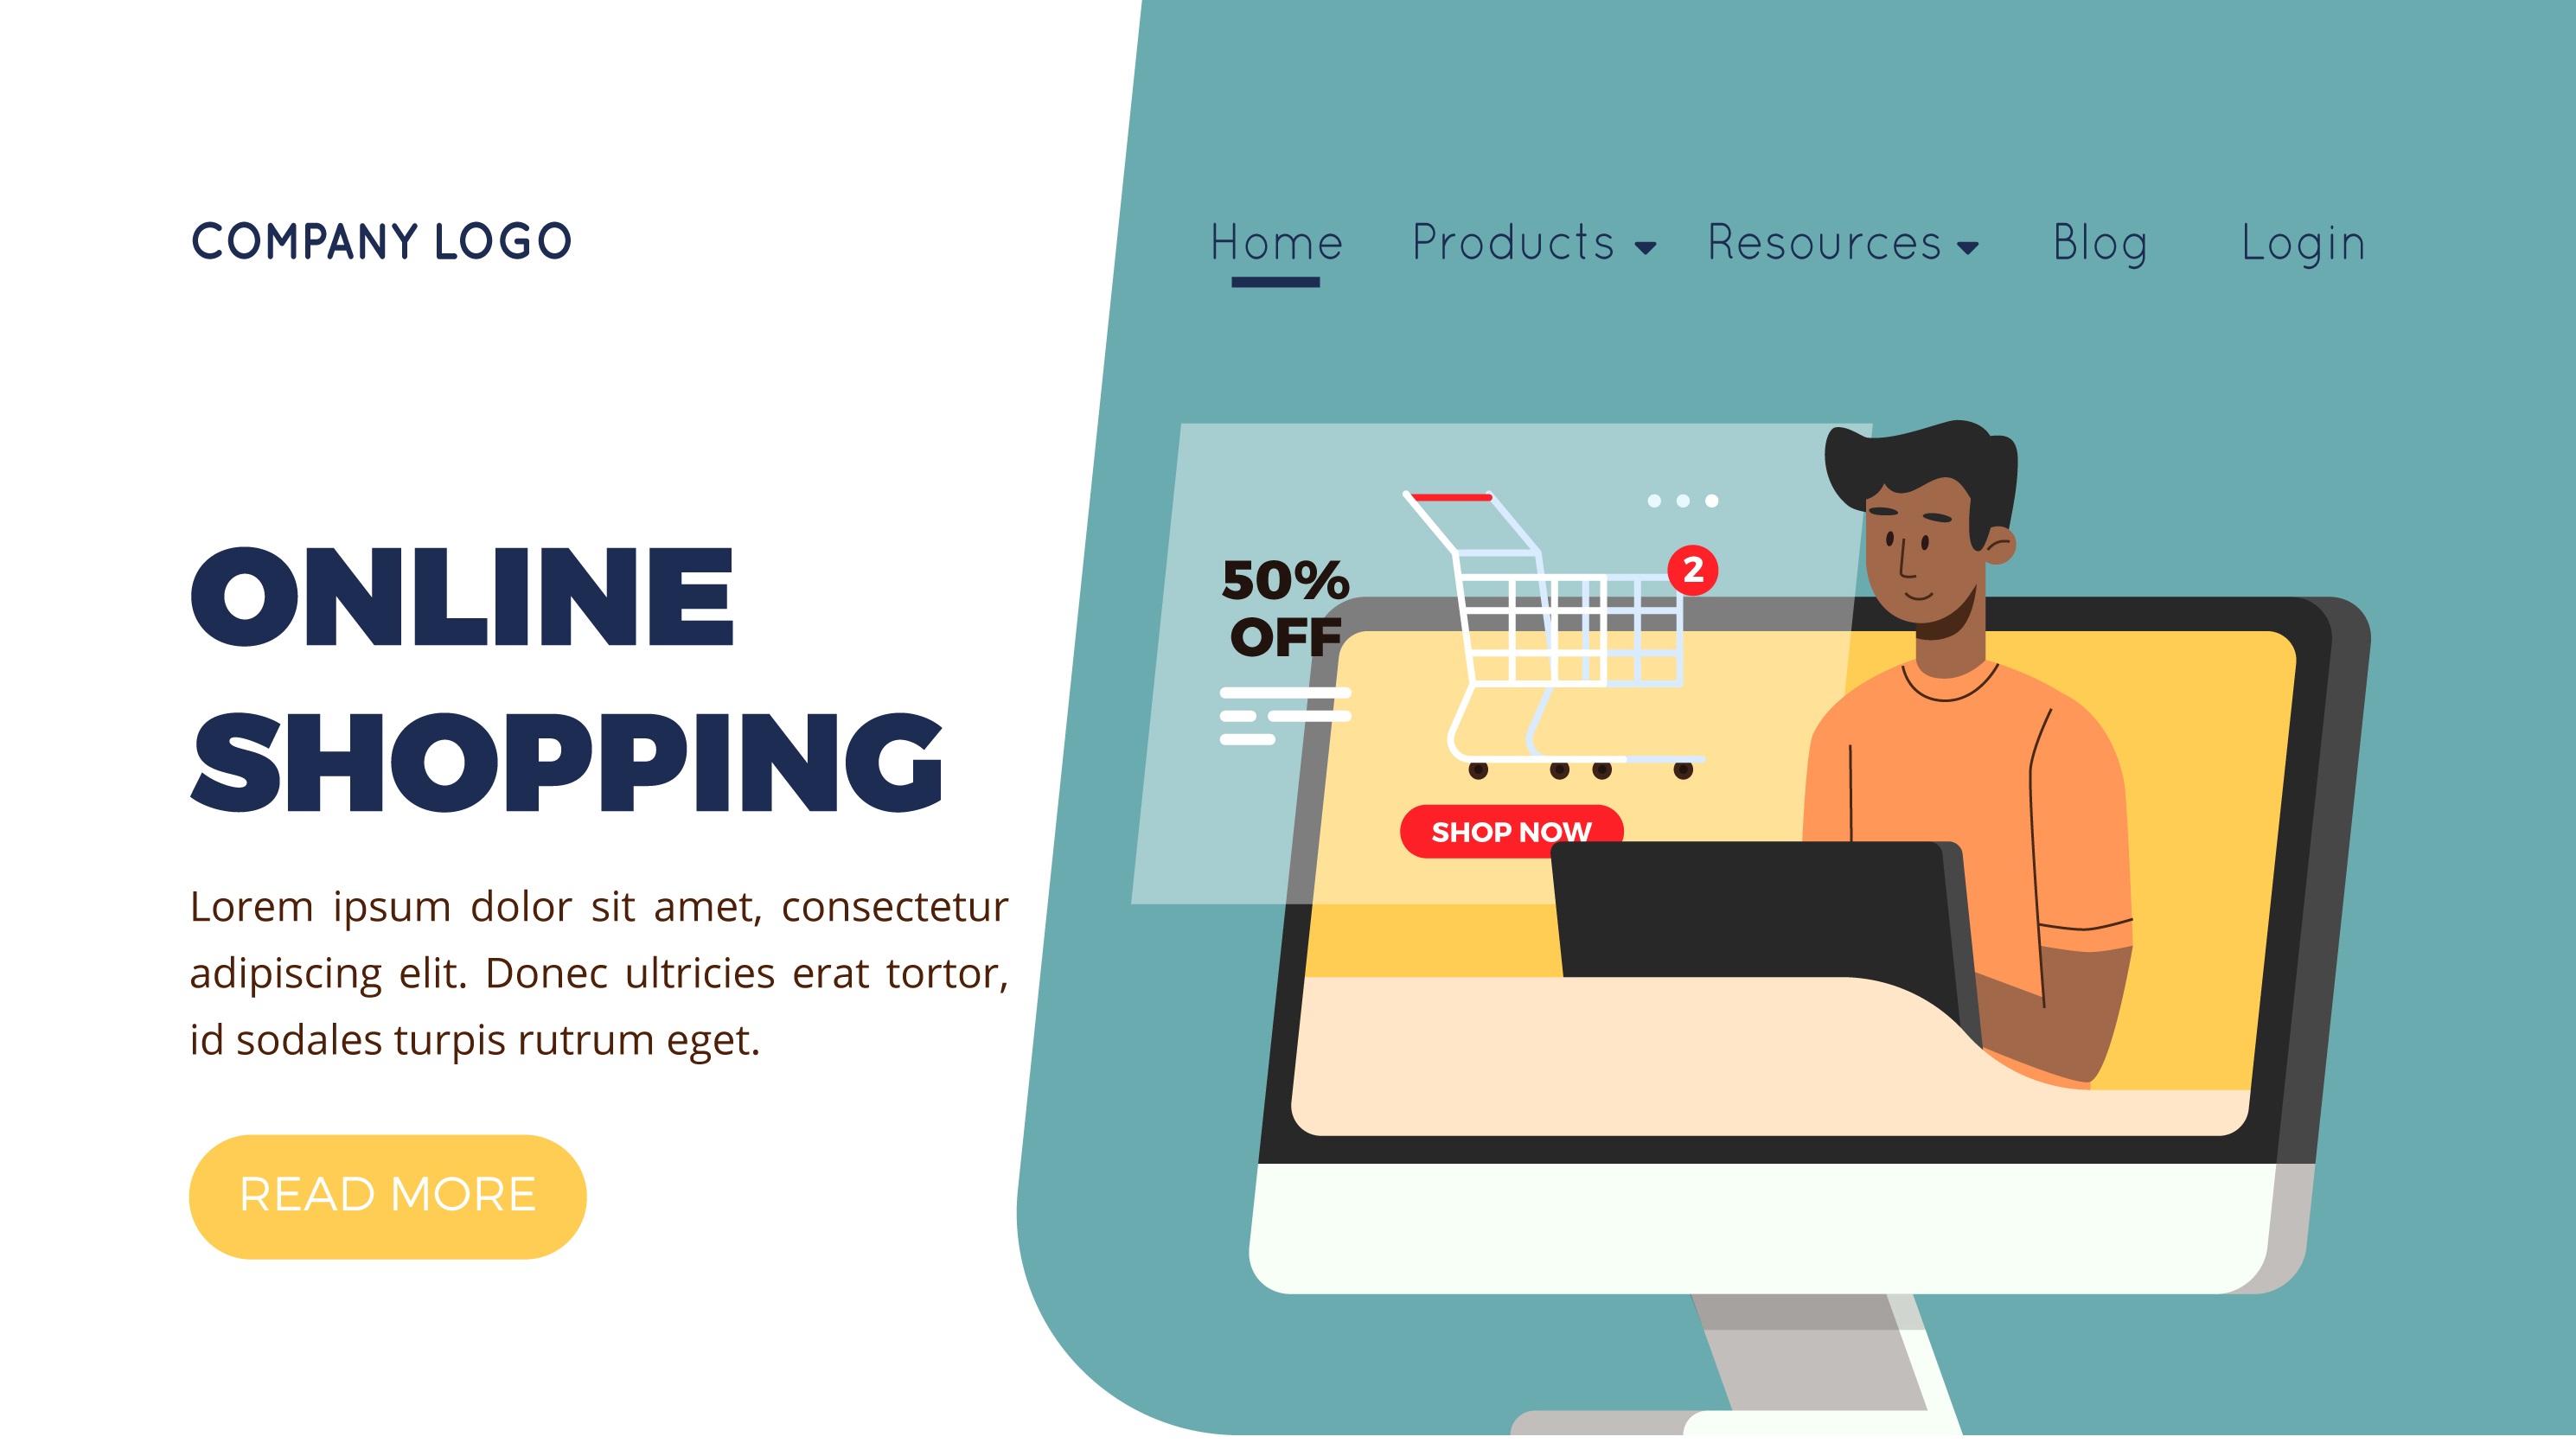 COMPANY LOGO
Home Products Resources Blog Login
ONLINE
SHOPPING
Lorem ipsum dolor sit amet, consectetur
adipiscing elit. Donec ultricies erat tortor,
id sodales turpis rutrum eget.
READ MORE
50%
OFF
2
SHOP NOW